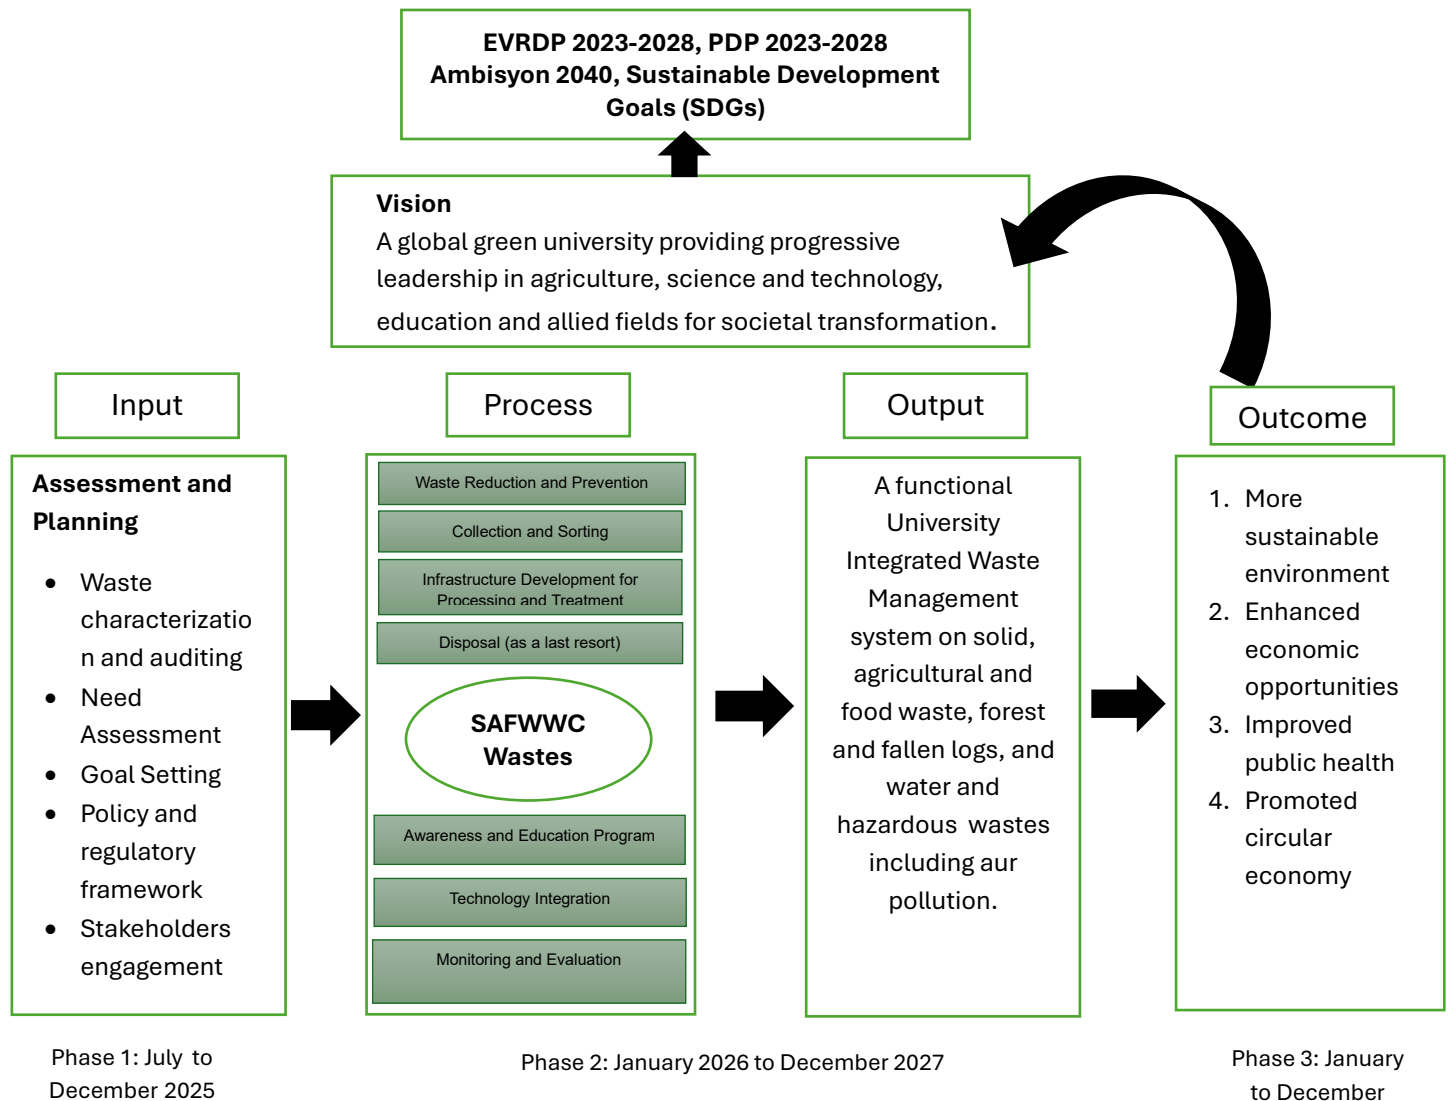 EVRDP 2023-2028, PDP 2023-2028
Ambisyon 2040, Sustainable Development
Goals (SDGs)
Vision
A global green university providing progressive
leadership in agriculture, science and technology,
education and allied fields for societal transformation.
Input
Process
Output
Outcome
Assessment and
Planning
• Waste
characterizatio
n and auditing
• Need
Assessment
• Goal Setting
• Policy and
regulatory
framework
• Stakeholders
engagement
Waste Reduction and Prevention
Collection and Sorting
Infrastructure Development for
Processing and Treatment
Disposal (as a last resort)
SAFWWC
Wastes
Awareness and Education Program
Technology Integration
Monitoring and Evaluation
A functional
University
Integrated Waste
Management
system on solid,
agricultural and
food waste, forest
and fallen logs, and
water and
hazardous wastes
including aur
pollution.
1. More
sustainable
environment
2. Enhanced
economic
opportunities
3. Improved
public health
4. Promoted
circular
economy
Phase 1: July to
December 2025
Phase 2: January 2026 to December 2027
Phase 3: January
to December